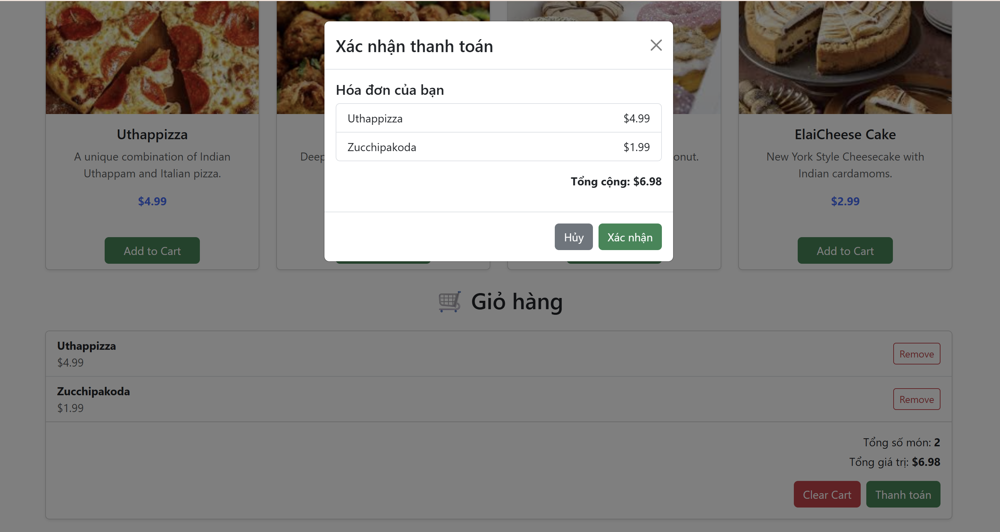 Xác nhận thanh toán
Hóa đơn của bạn
Uthappizza $4.99
Zucchipakoda $1.99
Tổng cộng: $6.98
Hủy Xác nhận
Uthappizza
A unique combination of Indian
Uthappam and Italian pizza.
$4.99
Add to Cart
Deep
onut.
ElaiCheese Cake
New York Style Cheesecake with
Indian cardamoms.
$2.99
Add to Cart
Giỏ hàng
Uthappizza
$4.99
Remove
Zucchipakoda
$1.99
Remove
Tổng số món: 2
Tổng giá trị: $6.98
Clear Cart Thanh toán